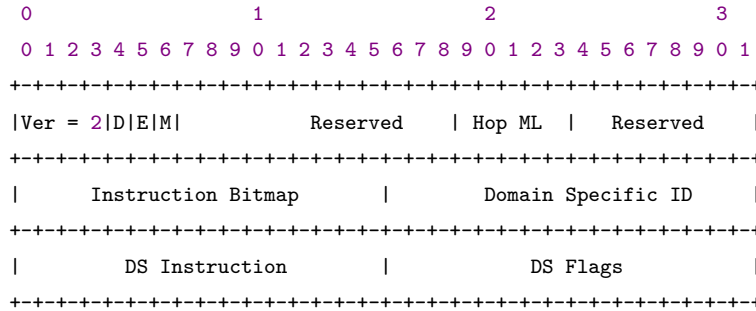 0                   1                   2                   3
0 1 2 3 4 5 6 7 8 9 0 1 2 3 4 5 6 7 8 9 0 1 2 3 4 5 6 7 8 9 0 1
+-+-+-+-+-+-+-+-+-+-+-+-+-+-+-+-+-+-+-+-+-+-+-+-+-+-+-+-+-+-+-+-+
|Ver = 2|D|E|M|           Reserved    | Hop ML  |   Reserved    |
+-+-+-+-+-+-+-+-+-+-+-+-+-+-+-+-+-+-+-+-+-+-+-+-+-+-+-+-+-+-+-+-+
|      Instruction Bitmap       |        Domain Specific ID     |
+-+-+-+-+-+-+-+-+-+-+-+-+-+-+-+-+-+-+-+-+-+-+-+-+-+-+-+-+-+-+-+-+
|         DS Instruction        |            DS Flags           |
+-+-+-+-+-+-+-+-+-+-+-+-+-+-+-+-+-+-+-+-+-+-+-+-+-+-+-+-+-+-+-+-+